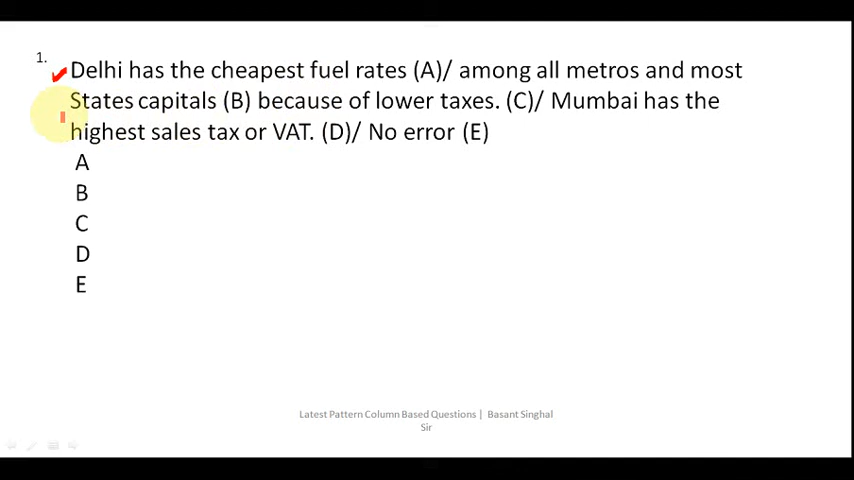 1.
Delhi has the cheapest fuel rates (A)/ among all metros and most
States capitals (B) because of lower taxes. (C)/ Mumbai has the
highest sales tax or VAT. (D)/ No error (E)
A
B
C
D
E
Latest Pattern Column Based Questions | Basant Singhal
Sir